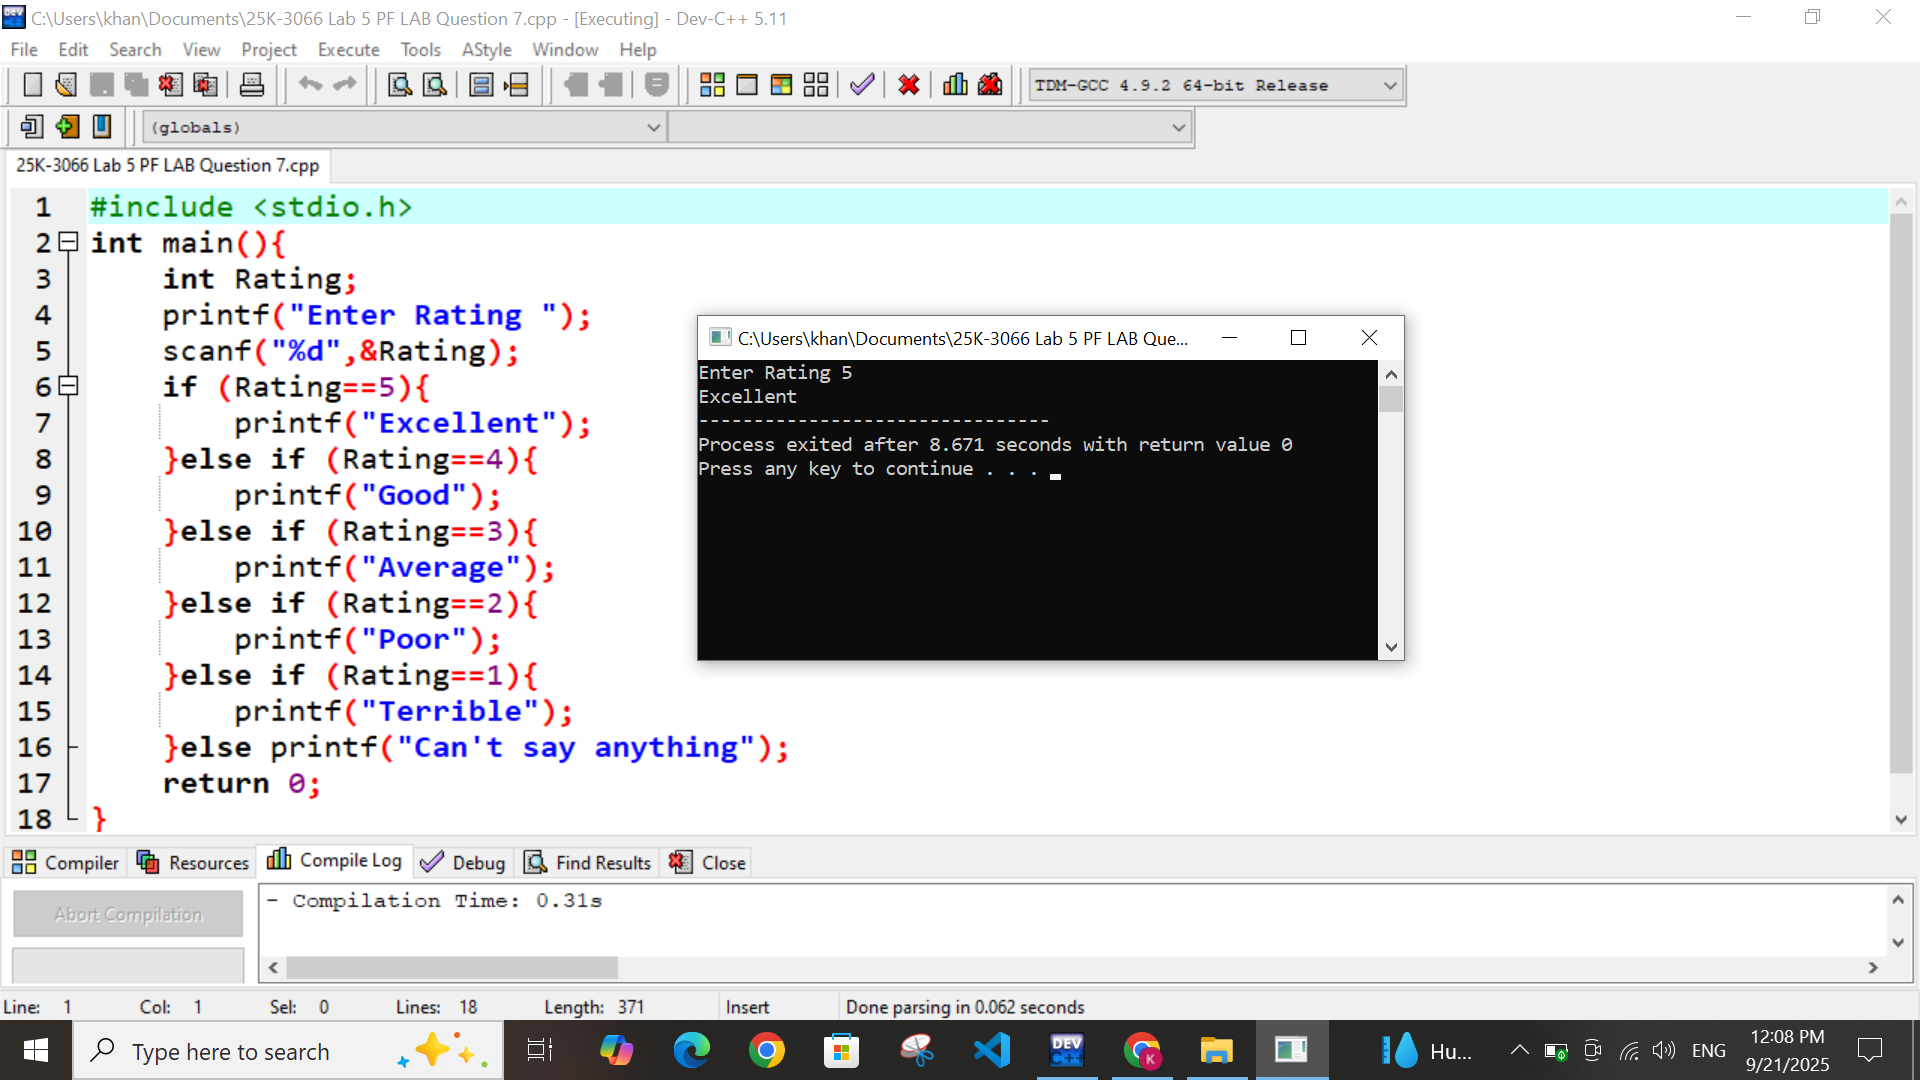 C:\Users\khan\Documents\25K-3066 Lab 5 PF LAB Question 7.cpp - [Executing] - Dev-C++ 5.11
File Edit Search View Project Execute Tools AStyle Window Help
TDM-GCC 4.9.2 64-bit Release
(globals)
25K-3066 Lab 5 PF LAB Question 7.cpp
1 #include <stdio.h>
2 int main(){
3 int Rating;
4 printf("Enter Rating ");
5 scanf("%d",&Rating);
6 if (Rating==5){
7 printf("Excellent");
8 }else if (Rating==4){
9 printf("Good");
10 }else if (Rating==3){
11 printf("Average");
12 }else if (Rating==2){
13 printf("Poor");
14 }else if (Rating==1){
15 printf("Terrible");
16 }else printf("Can't say anything");
17 return 0;
18 }
C:\Users\khan\Documents\25K-3066 Lab 5 PF LAB Que...
Enter Rating 5
Excellent
--------------------------------
Process exited after 8.671 seconds with return value 0
Press any key to continue . . .
Compiler Resources Compile Log Debug Find Results Close
Abort Compilation
- Compilation Time: 0.31s
Line: 1 Col: 1 Sel: 0 Lines: 18 Length: 371 Insert Done parsing in 0.062 seconds
Type here to search
DEV C++
K
Hu...
ENG
12:08 PM
9/21/2025